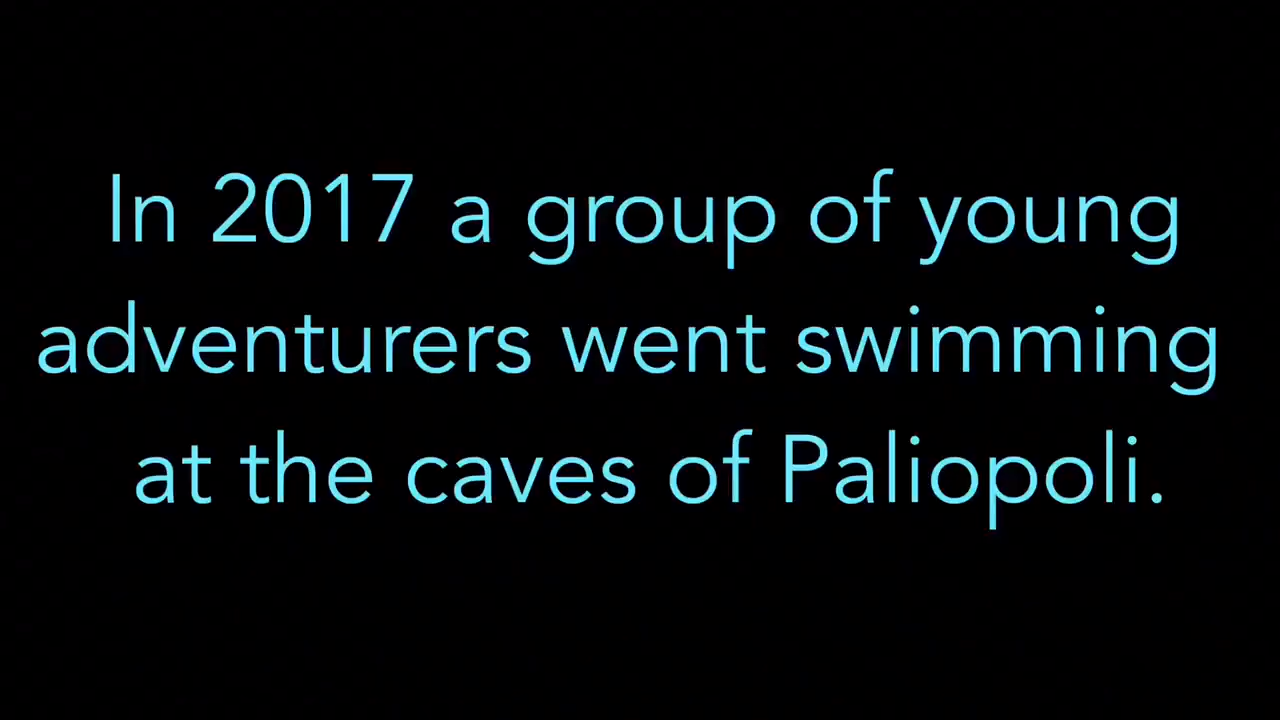 In 2017 a group of young
adventurers went swimming
at the caves of Paliopoli.